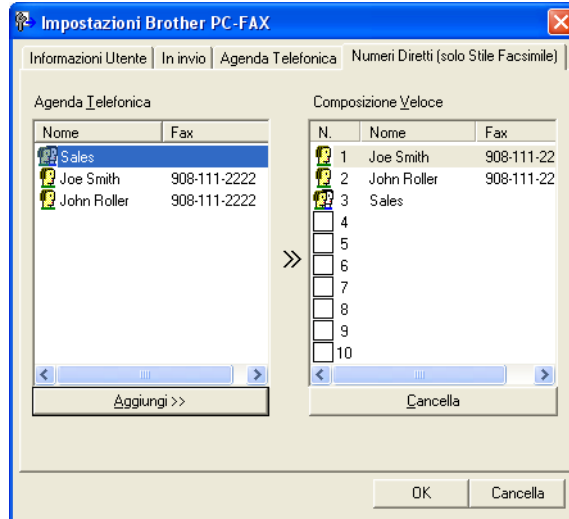 Impostazioni Brother PC-FAX
Informazioni Utente In invio Agenda Telefonica Numeri Diretti (solo Stile Facsimile)
Agenda Telefonica
Nome Fax
Sales
Joe Smith 908-111-2222
John Roller 908-111-2222
Aggiungi >>
Composizione Veloce
N. Nome Fax
1 Joe Smith 908-111-22
2 John Roller 908-111-22
3 Sales
4
5
6
7
8
9
10
Cancella
OK Cancella